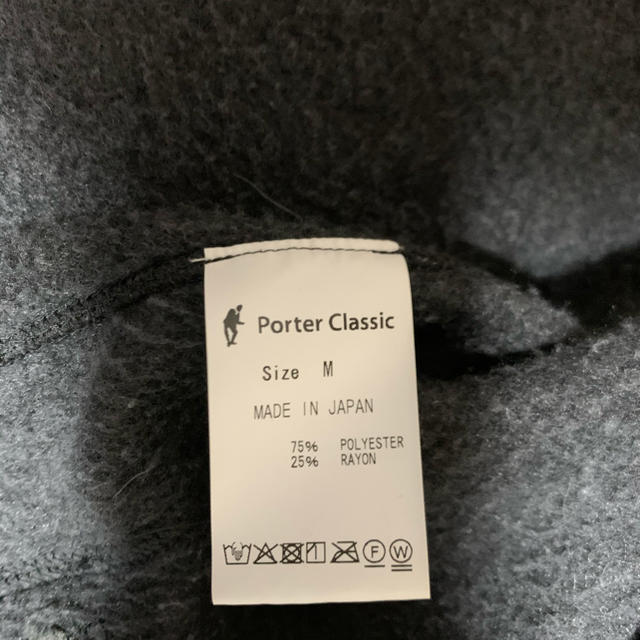 Porter Classic
Size M
MADE IN JAPAN
75% POLYESTER
25% RAYON
F W